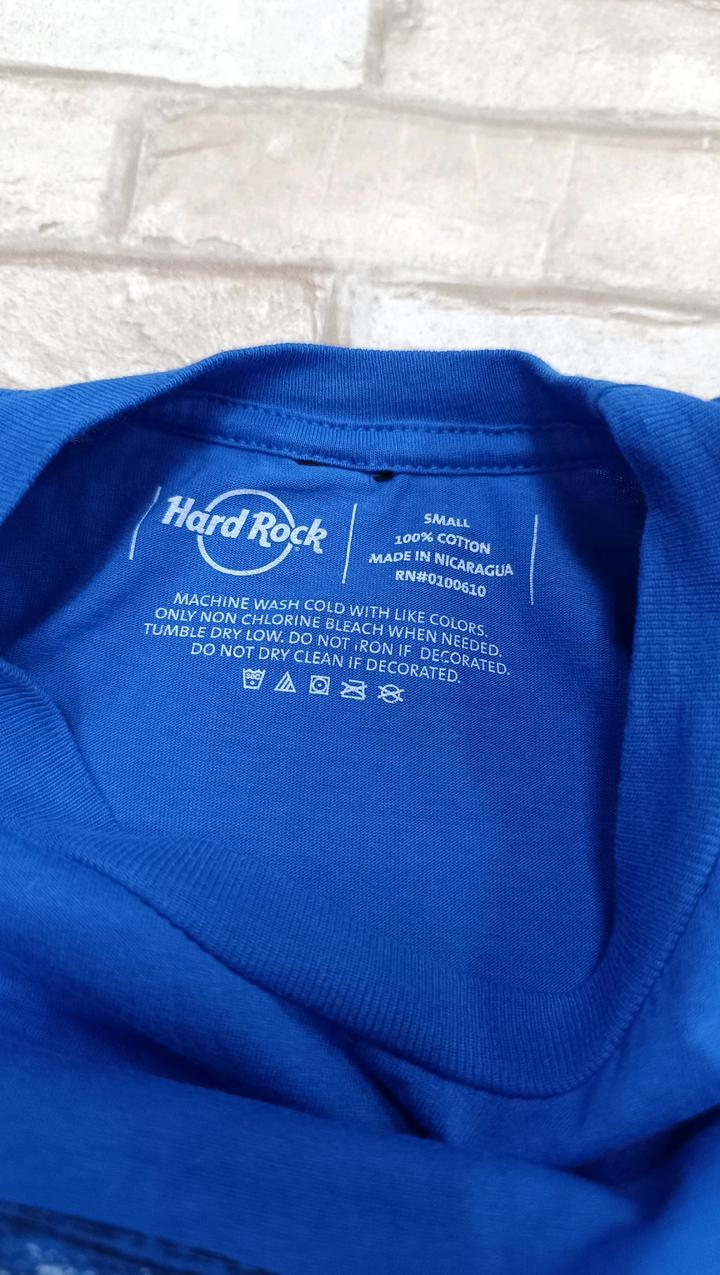 Hard Rock
SMALL
100% COTTON
MADE IN NICARAGUA
RN#0100610
MACHINE WASH COLD WITH LIKE COLORS.
ONLY NON CHLORINE BLEACH WHEN NEEDED.
TUMBLE DRY LOW. DO NOT IRON IF DECORATED.
DO NOT DRY CLEAN IF DECORATED.